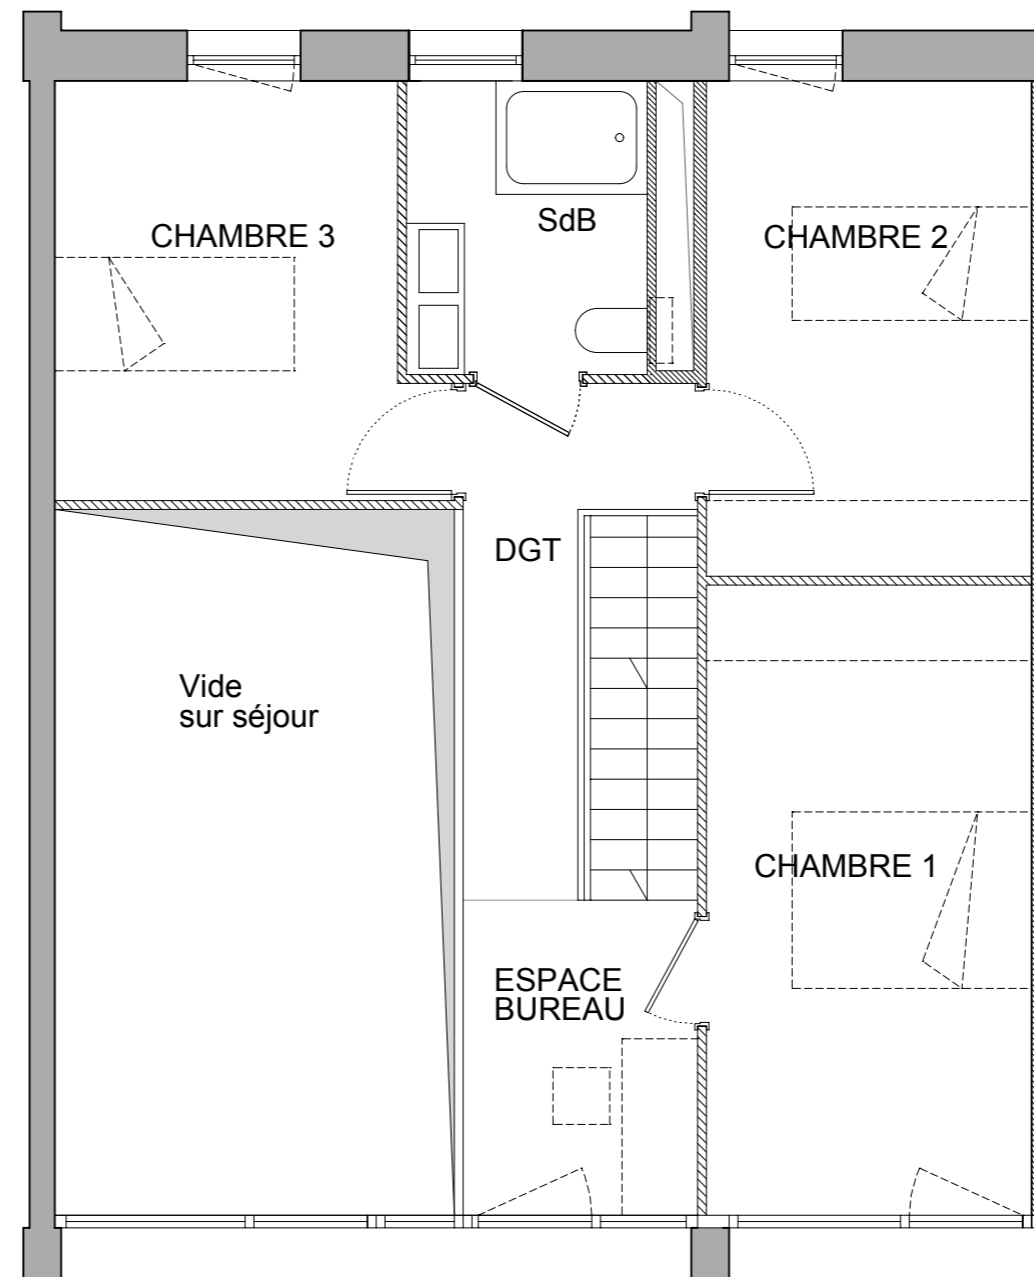 CHAMBRE 3
SdB
CHAMBRE 2
DGT
Vide
sur séjour
CHAMBRE 1
ESPACE
BUREAU